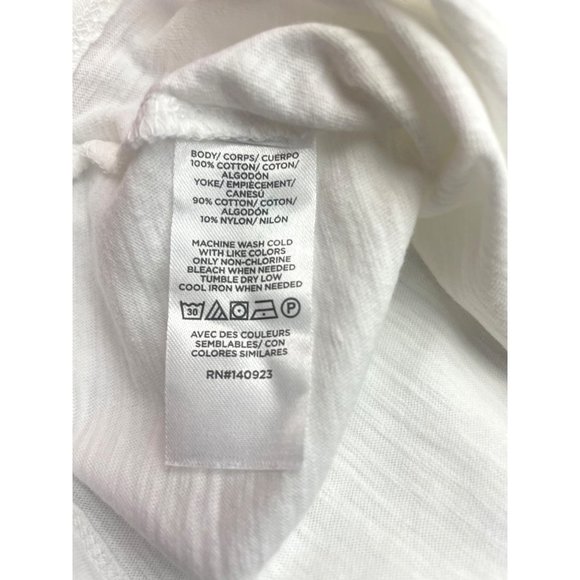 BODY/ CORPS/ CUERPO
100% COTTON/ COTON/
ALGODÓN
YOKE/ EMPIÈCEMENT/
CANESÚ
90% COTTON/ COTON/
ALGODÓN
10% NYLON/ NILÓN
MACHINE WASH COLD
WITH LIKE COLORS
ONLY NON-CHLORINE
BLEACH WHEN NEEDED
TUMBLE DRY LOW
COOL IRON WHEN NEEDED
30 P
AVEC DES COULEURS
SEMBLABLES/ CON
COLORES SIMILARES
RN#140923